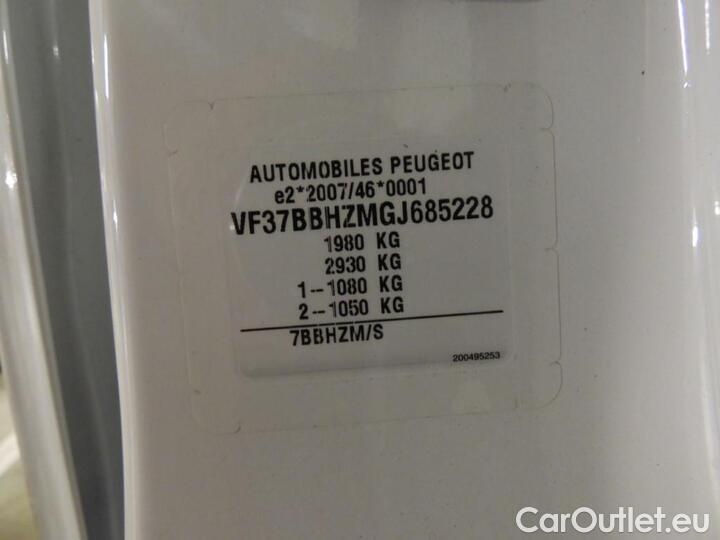 AUTOMOBILES PEUGEOT
e2*2007/46*0001
VF37BBHZMGJ685228
1980 KG
2930 KG
1--1080 KG
2--1050 KG
7BBHZM/S
200495253
CarOutlet.eu